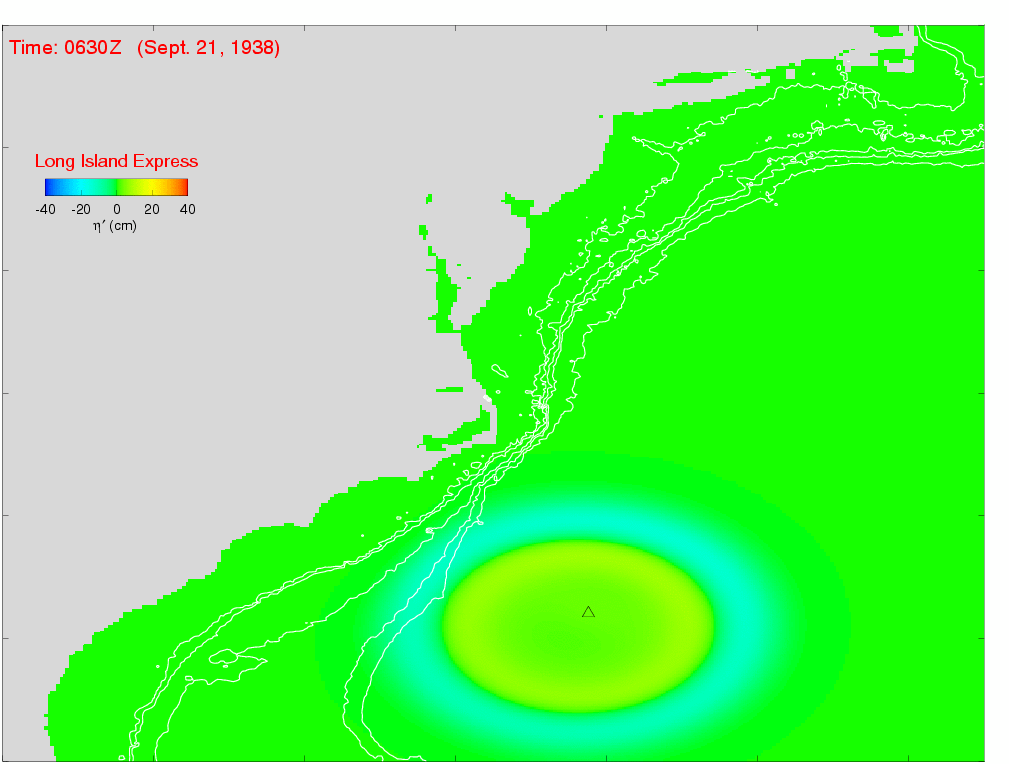 Time: 0630Z (Sept. 21, 1938)
Long Island Express
-40 -20 0 20 40
η′ (cm)